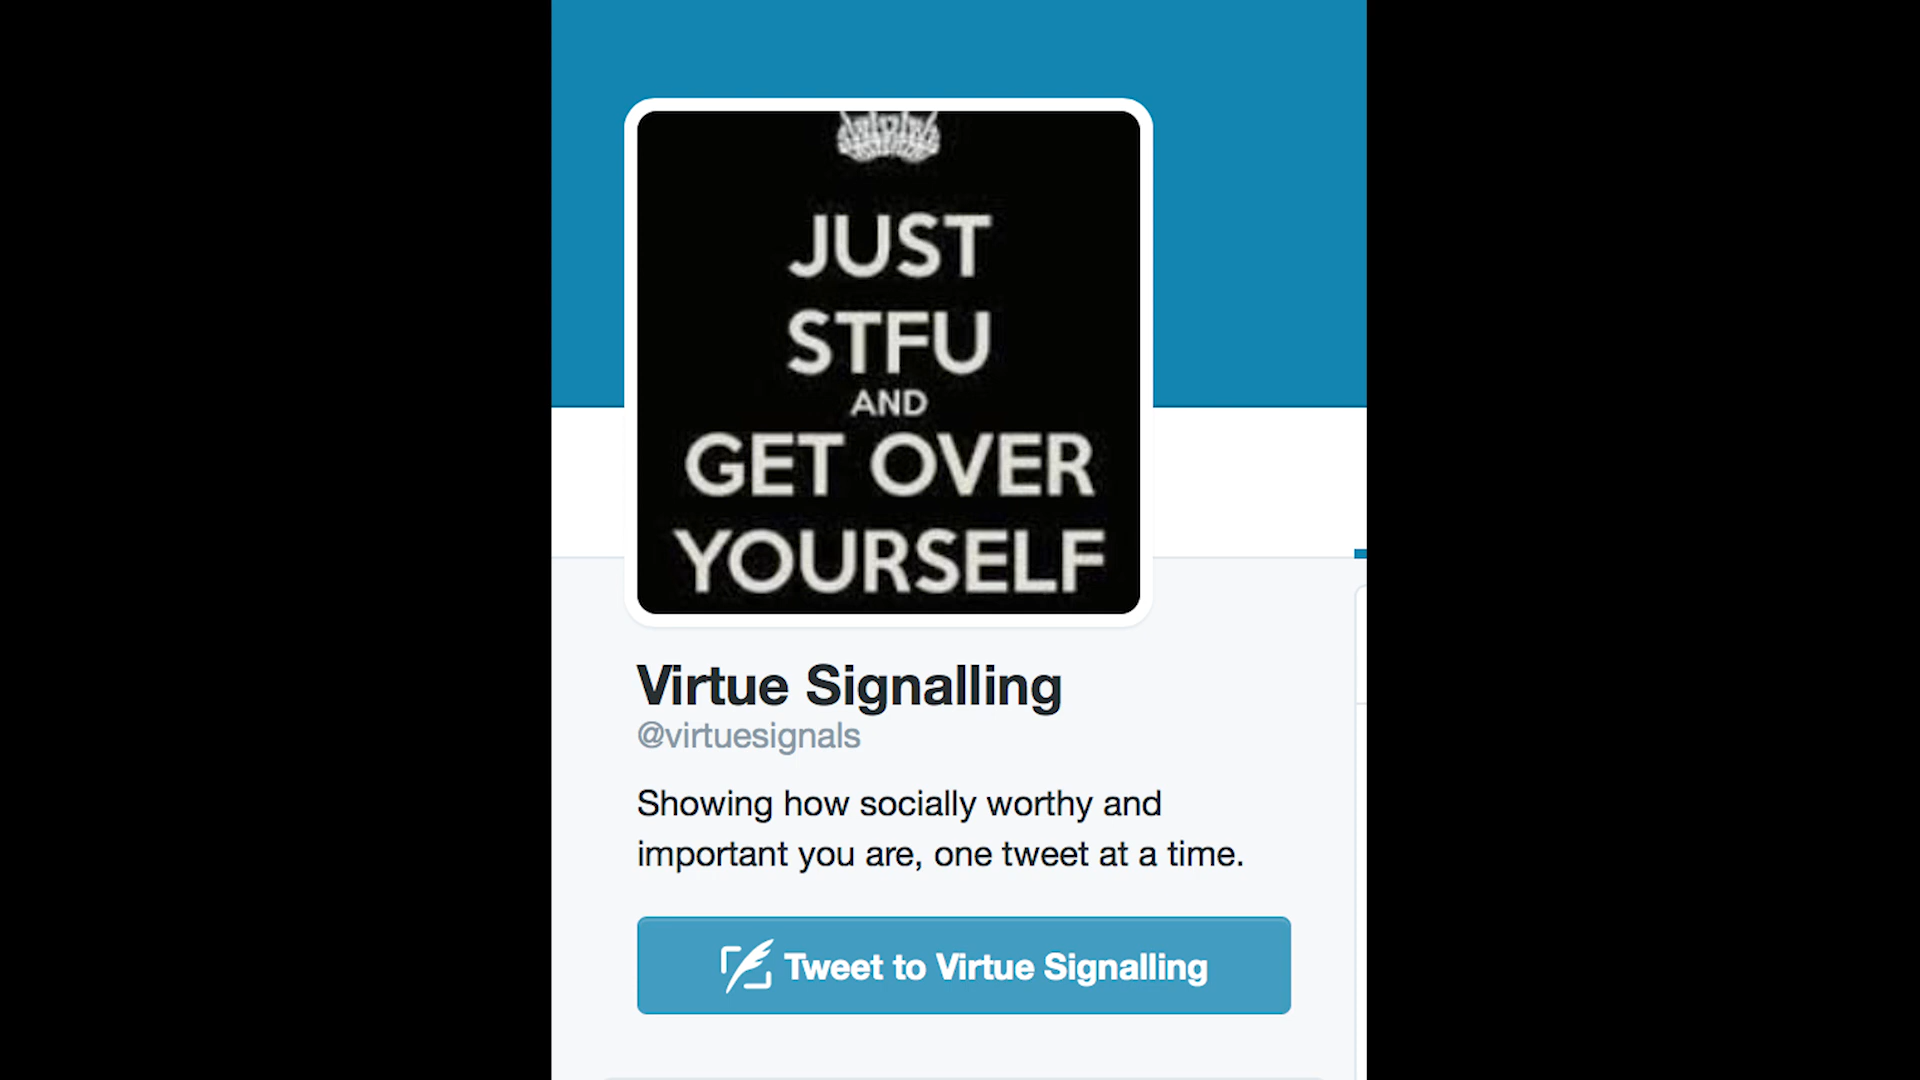 JUST
STFU
AND
GET OVER
YOURSELF
Virtue Signalling
@virtuesignals
Showing how socially worthy and
important you are, one tweet at a time.
Tweet to Virtue Signalling